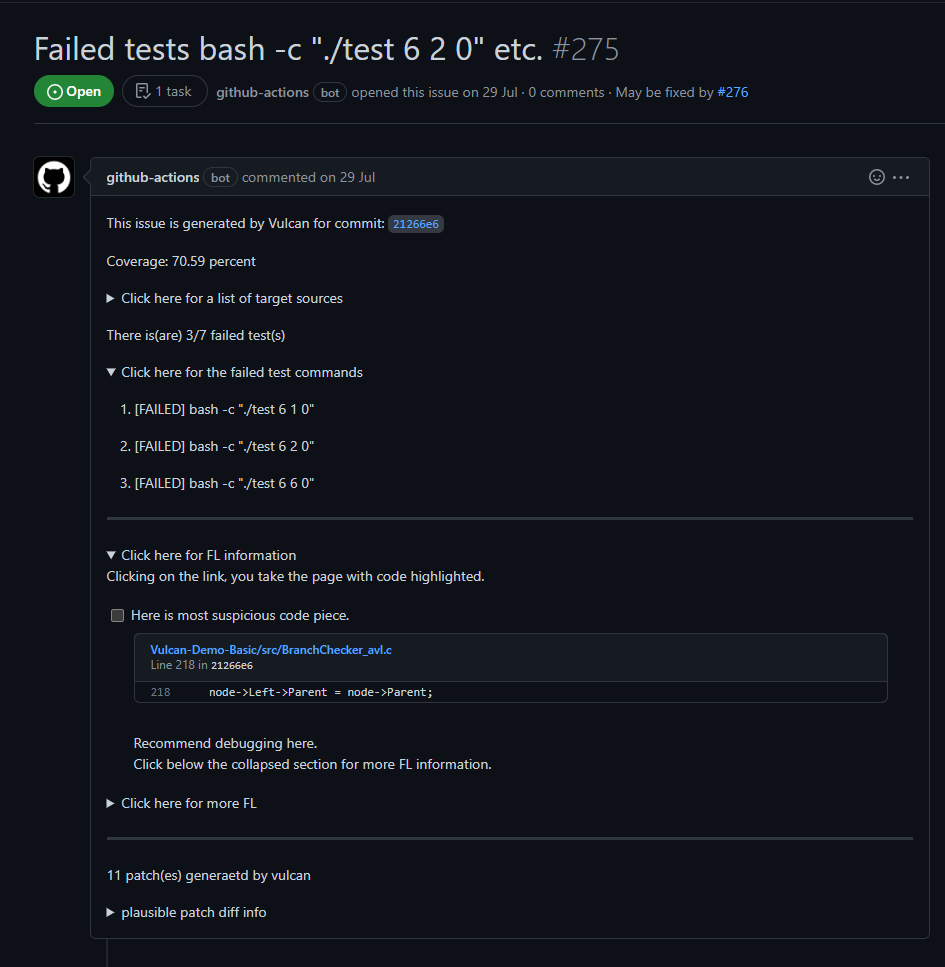 Failed tests bash -c "./test 6 2 0" etc. #275
Open 1 task github-actions bot opened this issue on 29 Jul · 0 comments · May be fixed by #276
github-actions bot commented on 29 Jul
This issue is generated by Vulcan for commit: 21266e6
Coverage: 70.59 percent
Click here for a list of target sources
There is(are) 3/7 failed test(s)
Click here for the failed test commands
1. [FAILED] bash -c "./test 6 1 0"
2. [FAILED] bash -c "./test 6 2 0"
3. [FAILED] bash -c "./test 6 6 0"
Click here for FL information
Clicking on the link, you take the page with code highlighted.
Here is most suspicious code piece.
Vulcan-Demo-Basic/src/BranchChecker_avl.c
Line 218 in 21266e6
218 node->Left->Parent = node->Parent;
Recommend debugging here.
Click below the collapsed section for more FL information.
Click here for more FL
11 patch(es) generaetd by vulcan
plausible patch diff info